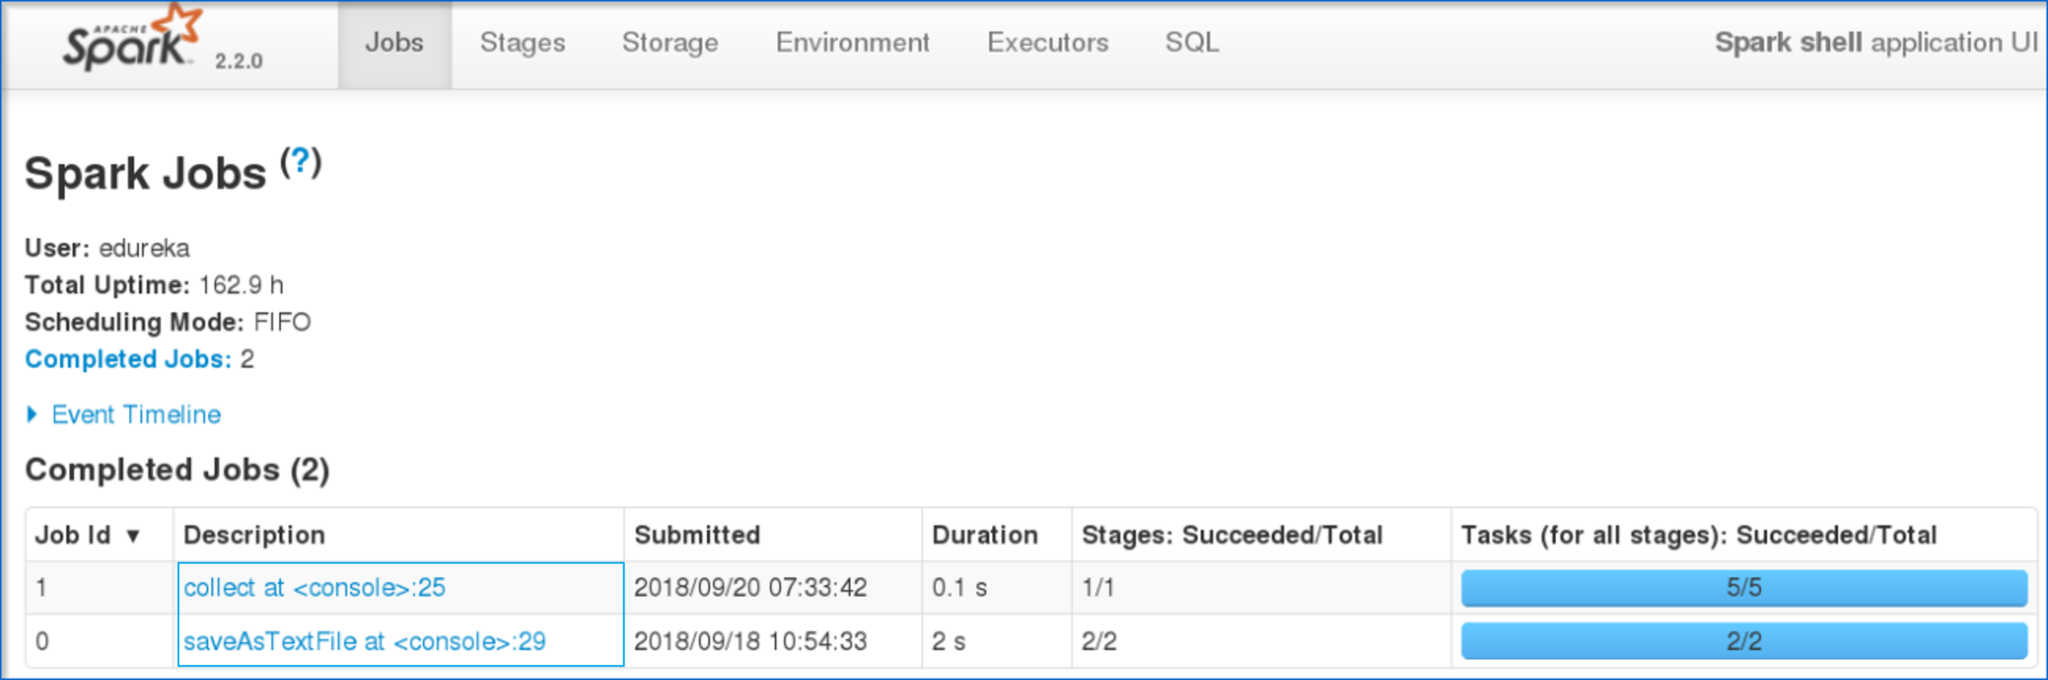 APACHE
Spark 2.2.0 Jobs Stages Storage Environment Executors SQL Spark shell application UI
Spark Jobs (?)
User: edureka
Total Uptime: 162.9 h
Scheduling Mode: FIFO
Completed Jobs: 2
Event Timeline
Completed Jobs (2)
Job Id ▼ Description Submitted Duration Stages: Succeeded/Total Tasks (for all stages): Succeeded/Total
1 collect at <console>:25 2018/09/20 07:33:42 0.1 s 1/1 5/5
0 saveAsTextFile at <console>:29 2018/09/18 10:54:33 2 s 2/2 2/2